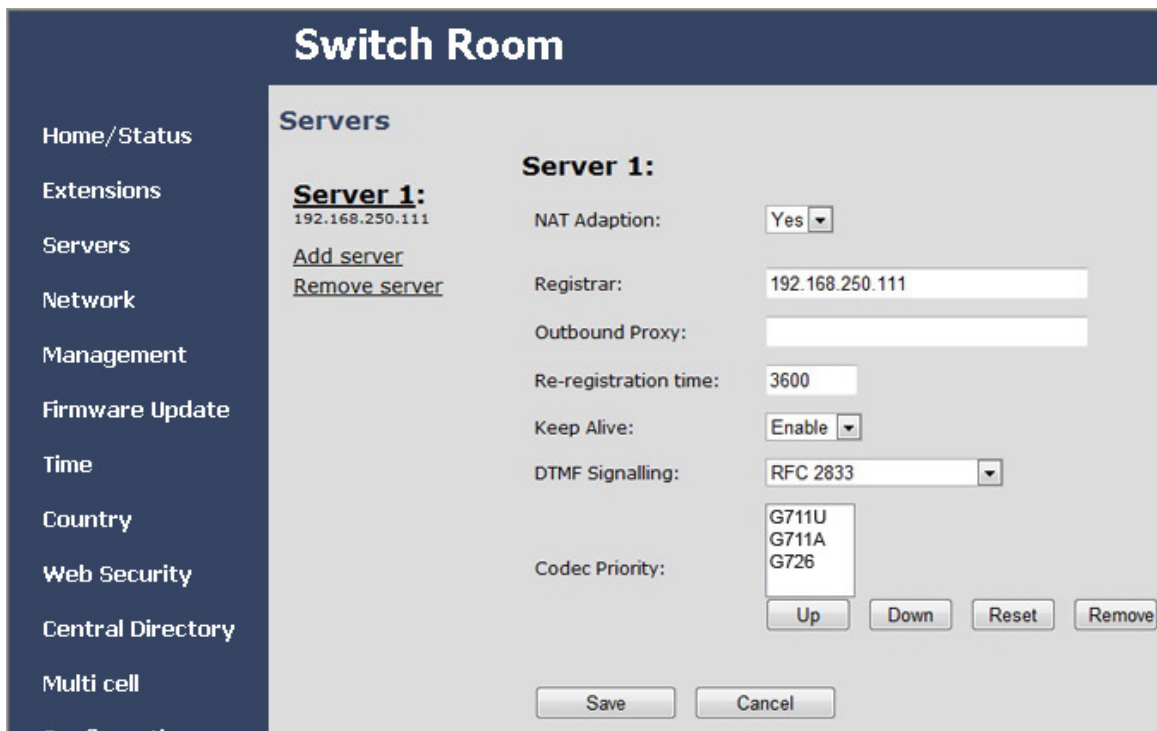 Switch Room
Home/Status
Extensions
Servers
Network
Management
Firmware Update
Time
Country
Web Security
Central Directory
Multi cell
Servers
Server 1:
192.168.250.111
Add server
Remove server
Server 1:
NAT Adaption: Yes
Registrar: 192.168.250.111
Outbound Proxy:
Re-registration time: 3600
Keep Alive: Enable
DTMF Signalling: RFC 2833
Codec Priority:
G711U
G711A
G726
Up Down Reset Remove
Save Cancel